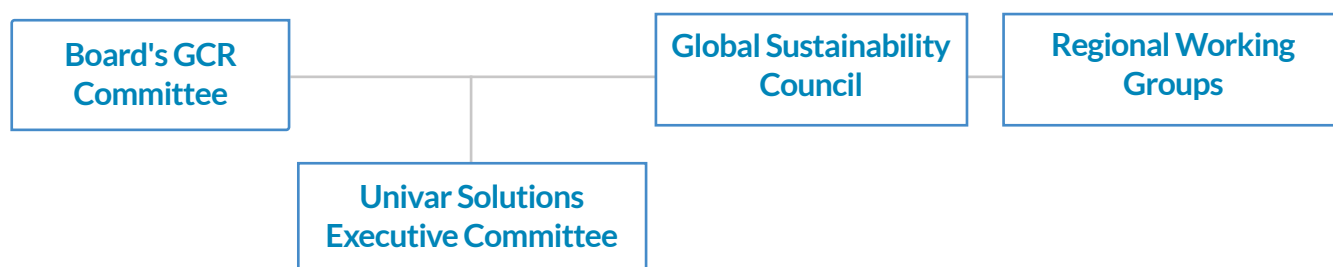 Board's GCR
Committee
Global Sustainability
Council
Regional Working
Groups
Univar Solutions
Executive Committee